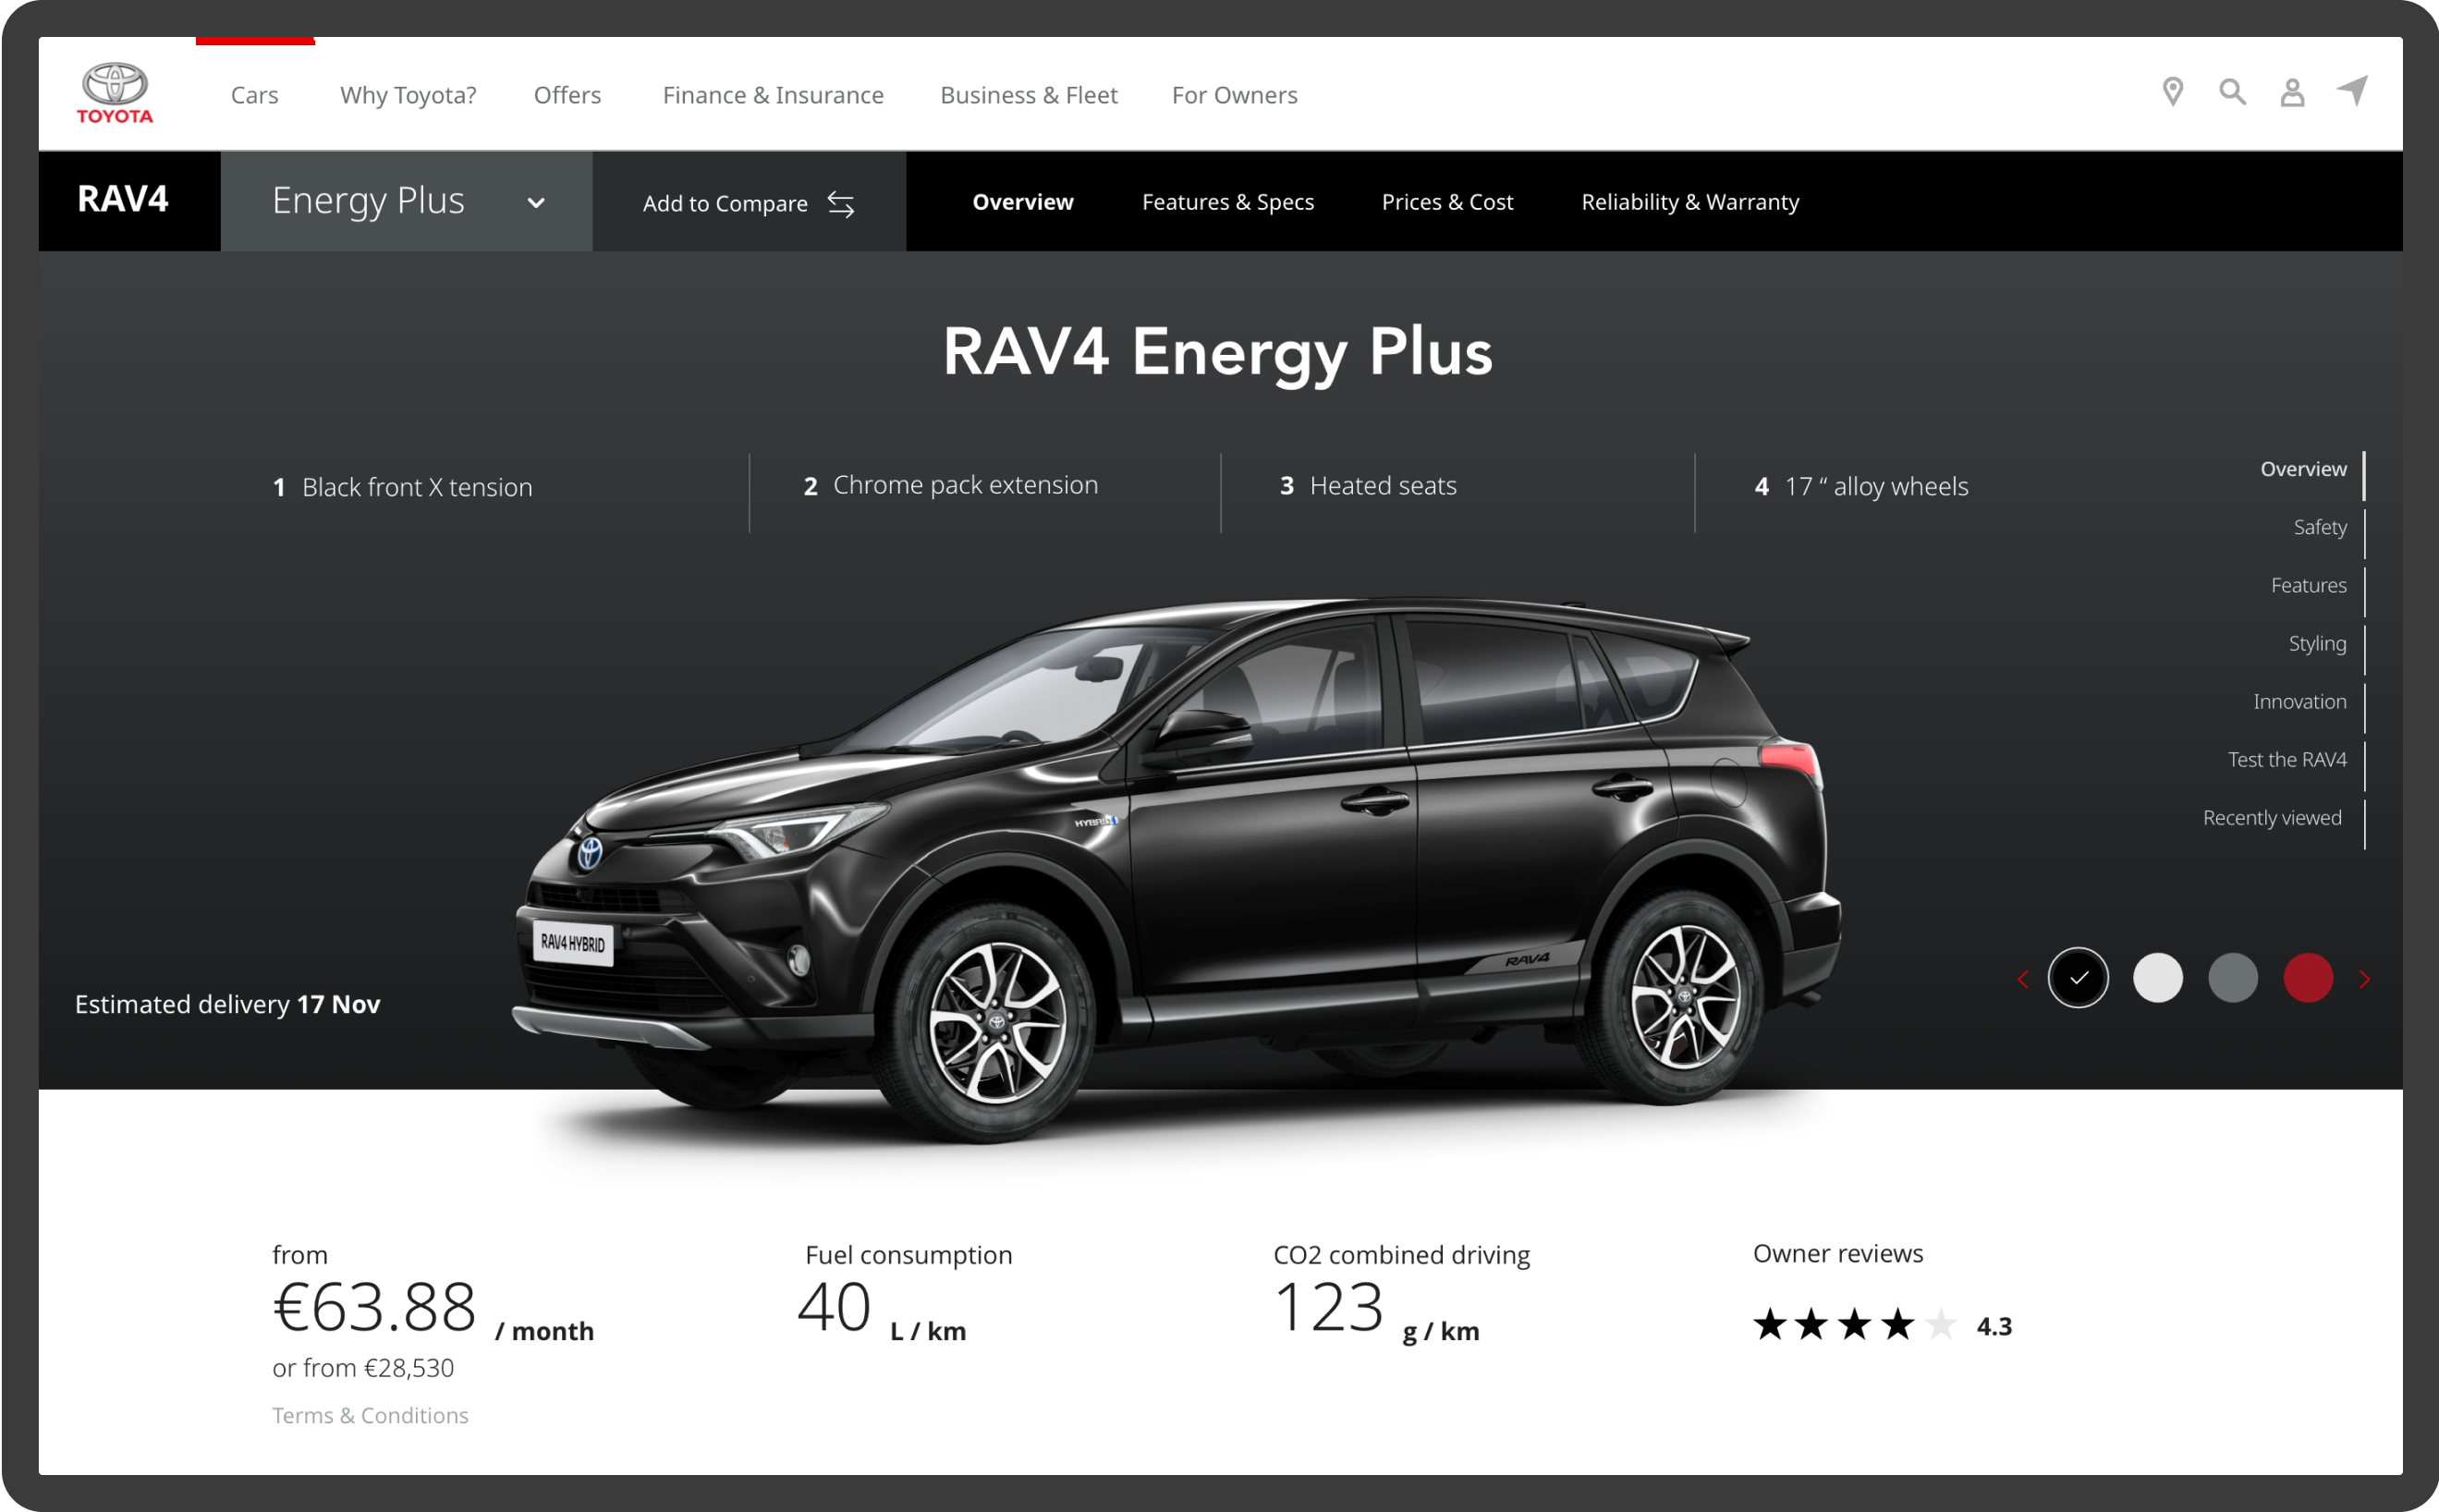 TOYOTA
Cars
Why Toyota?
Offers
Finance & Insurance
Business & Fleet
For Owners
RAV4
Energy Plus
Add to Compare
Overview
Features & Specs
Prices & Cost
Reliability & Warranty
RAV4 Energy Plus
1 Black front X tension
2 Chrome pack extension
3 Heated seats
4 17 “ alloy wheels
Overview
Safety
Features
Styling
Innovation
Test the RAV4
Recently viewed
HYBRID
RAV4 HYBRID
RAV4
Estimated delivery 17 Nov
from
€63.88 / month
or from €28,530
Terms & Conditions
Fuel consumption
40 L / km
CO2 combined driving
123 g / km
Owner reviews
4.3